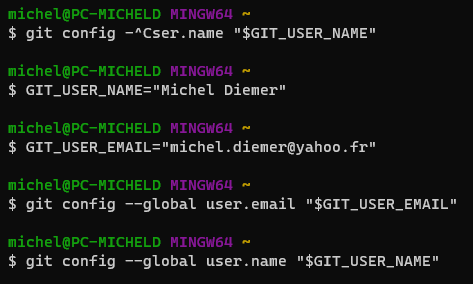 michel@PC-MICHELD MINGW64 ~
$ git config -^Cser.name "$GIT_USER_NAME"
michel@PC-MICHELD MINGW64 ~
$ GIT_USER_NAME="Michel Diemer"
michel@PC-MICHELD MINGW64 ~
$ GIT_USER_EMAIL="michel.diemer@yahoo.fr"
michel@PC-MICHELD MINGW64 ~
$ git config --global user.email "$GIT_USER_EMAIL"
michel@PC-MICHELD MINGW64 ~
$ git config --global user.name "$GIT_USER_NAME"